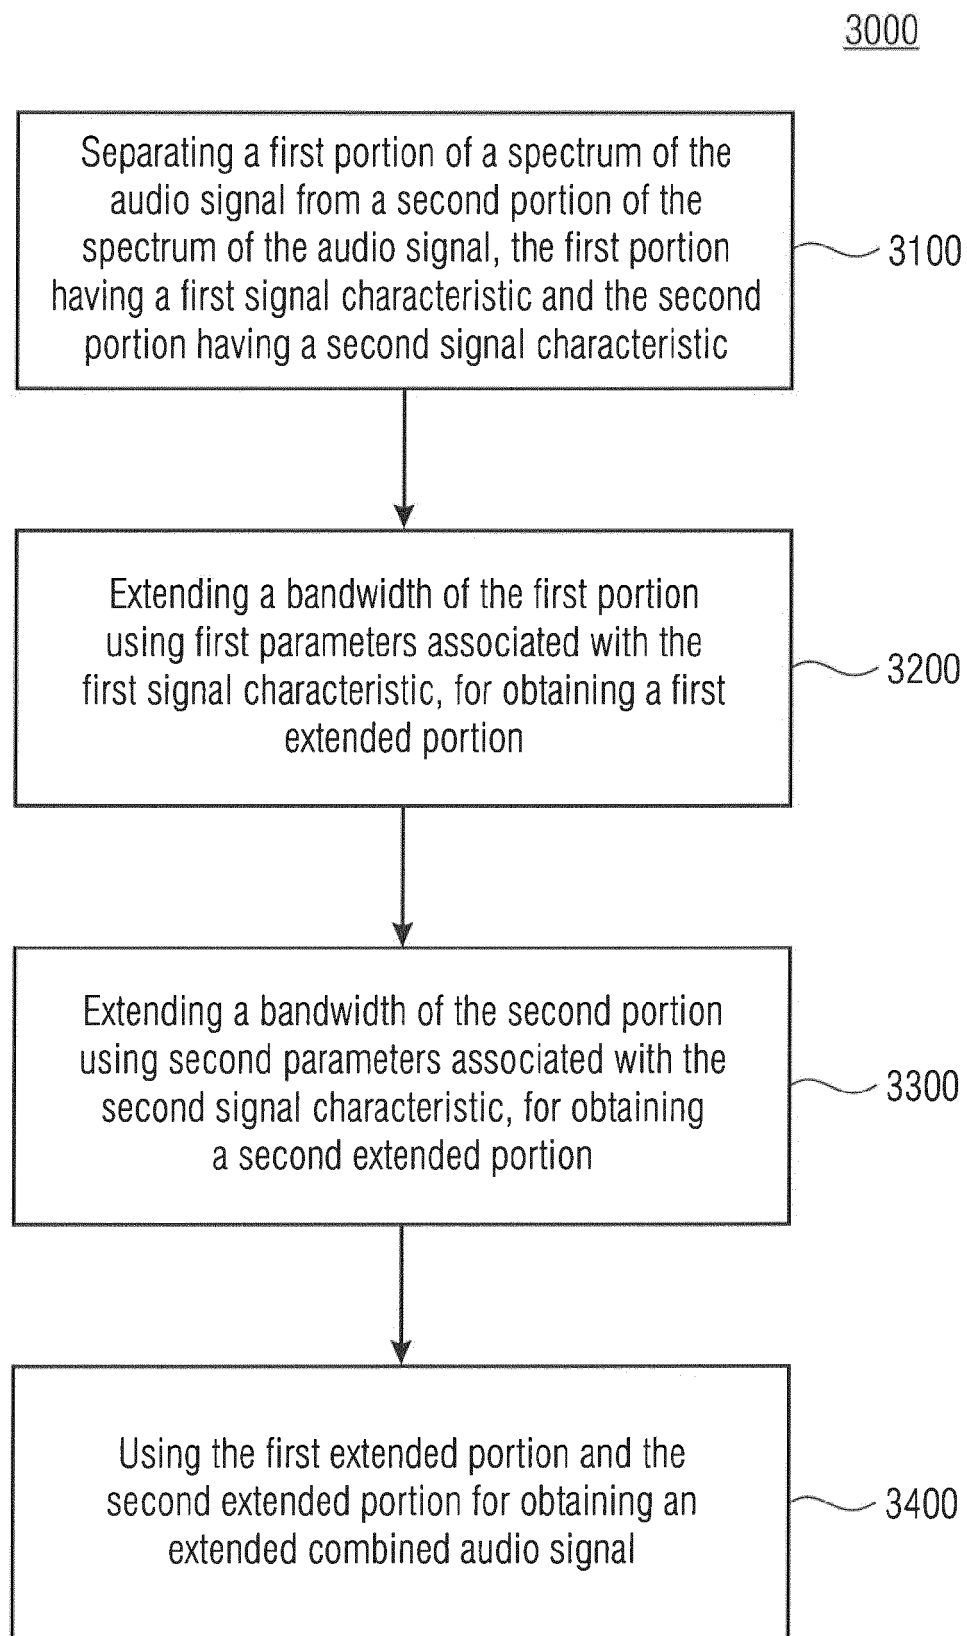 3000
Separating a first portion of a spectrum of the
audio signal from a second portion of the
spectrum of the audio signal, the first portion
having a first signal characteristic and the second
portion having a second signal characteristic
3100
Extending a bandwidth of the first portion
using first parameters associated with the
first signal characteristic, for obtaining a first
extended portion
3200
Extending a bandwidth of the second portion
using second parameters associated with the
second signal characteristic, for obtaining
a second extended portion
3300
Using the first extended portion and the
second extended portion for obtaining an
extended combined audio signal
3400